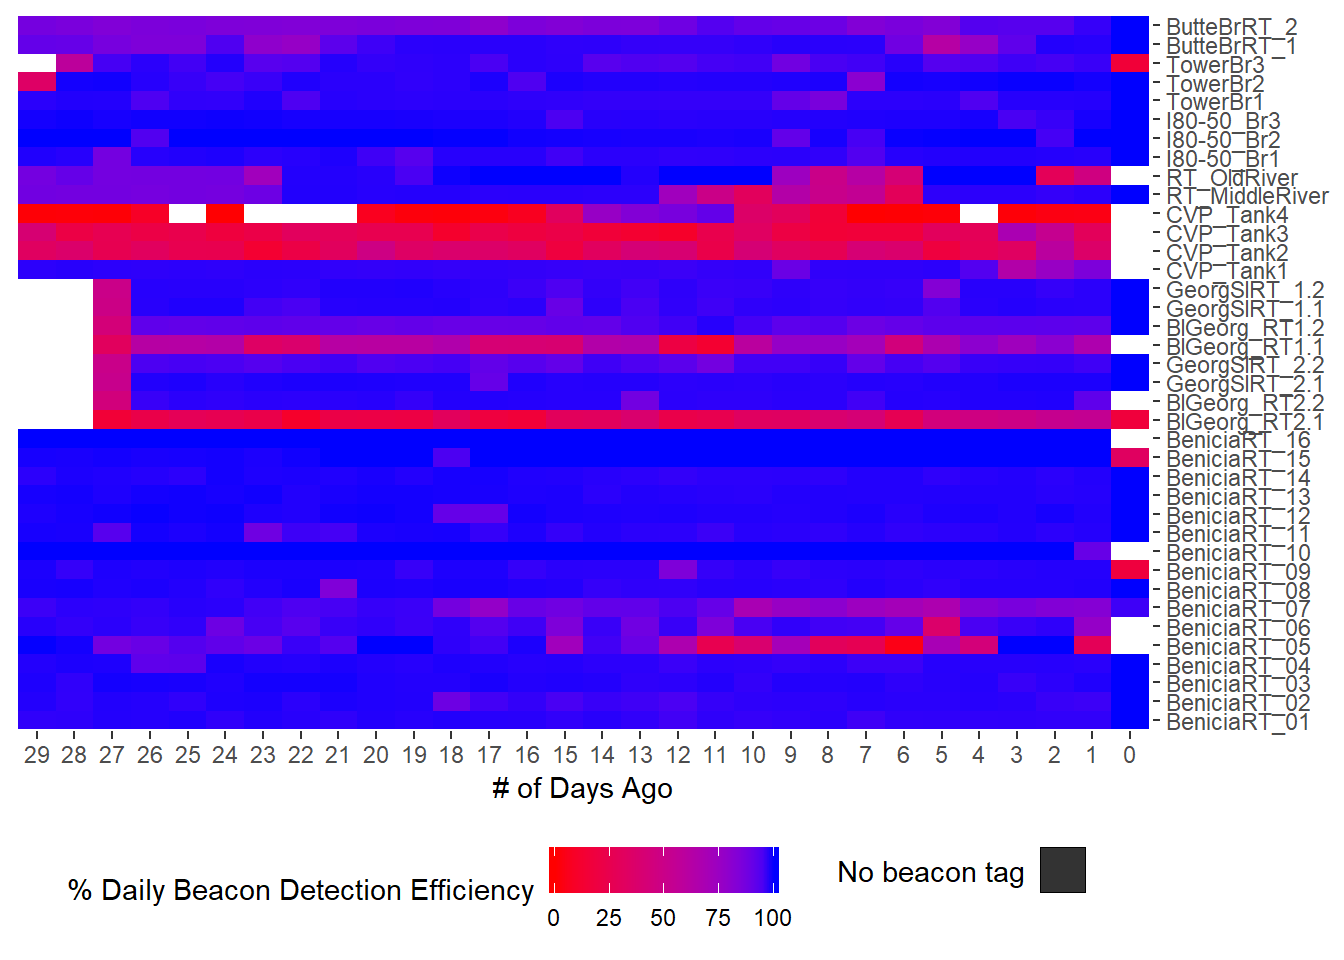 ButteBrRT_2
ButteBrRT_1
TowerBr3
TowerBr2
TowerBr1
I80-50_Br3
I80-50_Br2
I80-50_Br1
RT_OldRiver
RT_MiddleRiver
CVP_Tank4
CVP_Tank3
CVP_Tank2
CVP_Tank1
GeorgSlRT_1.2
GeorgSlRT_1.1
BlGeorg_RT1.2
BlGeorg_RT1.1
GeorgSlRT_2.2
GeorgSlRT_2.1
BlGeorg_RT2.2
BlGeorg_RT2.1
BeniciaRT_16
BeniciaRT_15
BeniciaRT_14
BeniciaRT_13
BeniciaRT_12
BeniciaRT_11
BeniciaRT_10
BeniciaRT_09
BeniciaRT_08
BeniciaRT_07
BeniciaRT_06
BeniciaRT_05
BeniciaRT_04
BeniciaRT_03
BeniciaRT_02
BeniciaRT_01
29 28 27 26 25 24 23 22 21 20 19 18 17 16 15 14 13 12 11 10 9 8 7 6 5 4 3 2 1 0
# of Days Ago
% Daily Beacon Detection Efficiency
0 25 50 75 100
No beacon tag